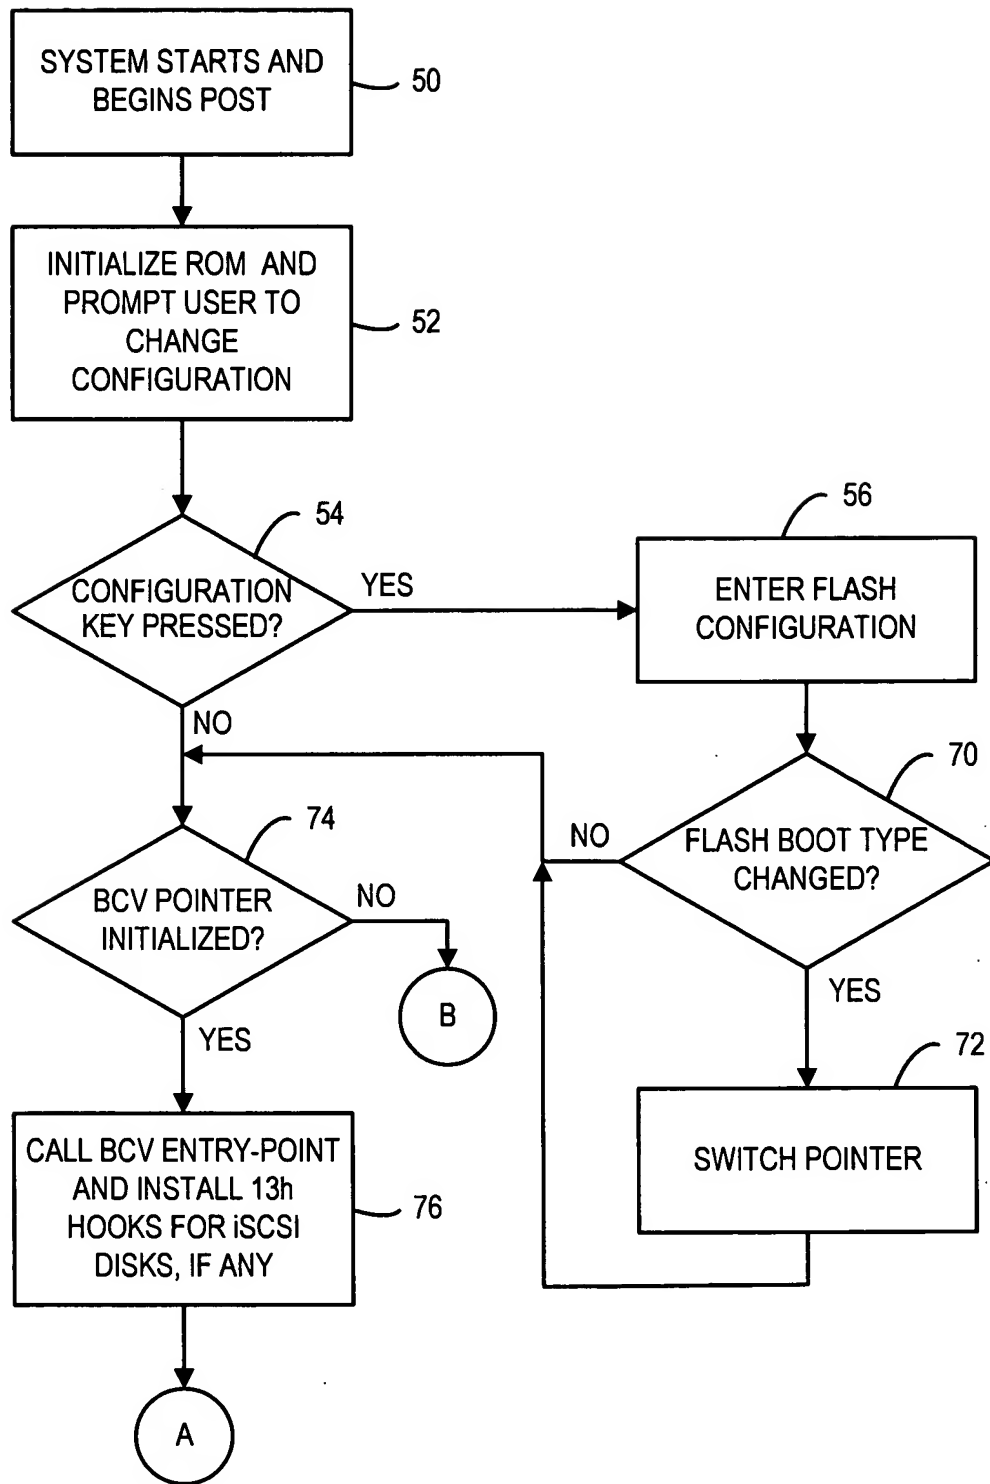 SYSTEM STARTS AND
BEGINS POST
50
INITIALIZE ROM AND
PROMPT USER TO
CHANGE
CONFIGURATION
52
54
CONFIGURATION
KEY PRESSED?
YES
NO
56
ENTER FLASH
CONFIGURATION
70
FLASH BOOT TYPE
CHANGED?
NO
YES
72
SWITCH POINTER
74
BCV POINTER
INITIALIZED?
NO
B
YES
CALL BCV ENTRY-POINT
AND INSTALL 13h
HOOKS FOR iSCSI
DISKS, IF ANY
76
A